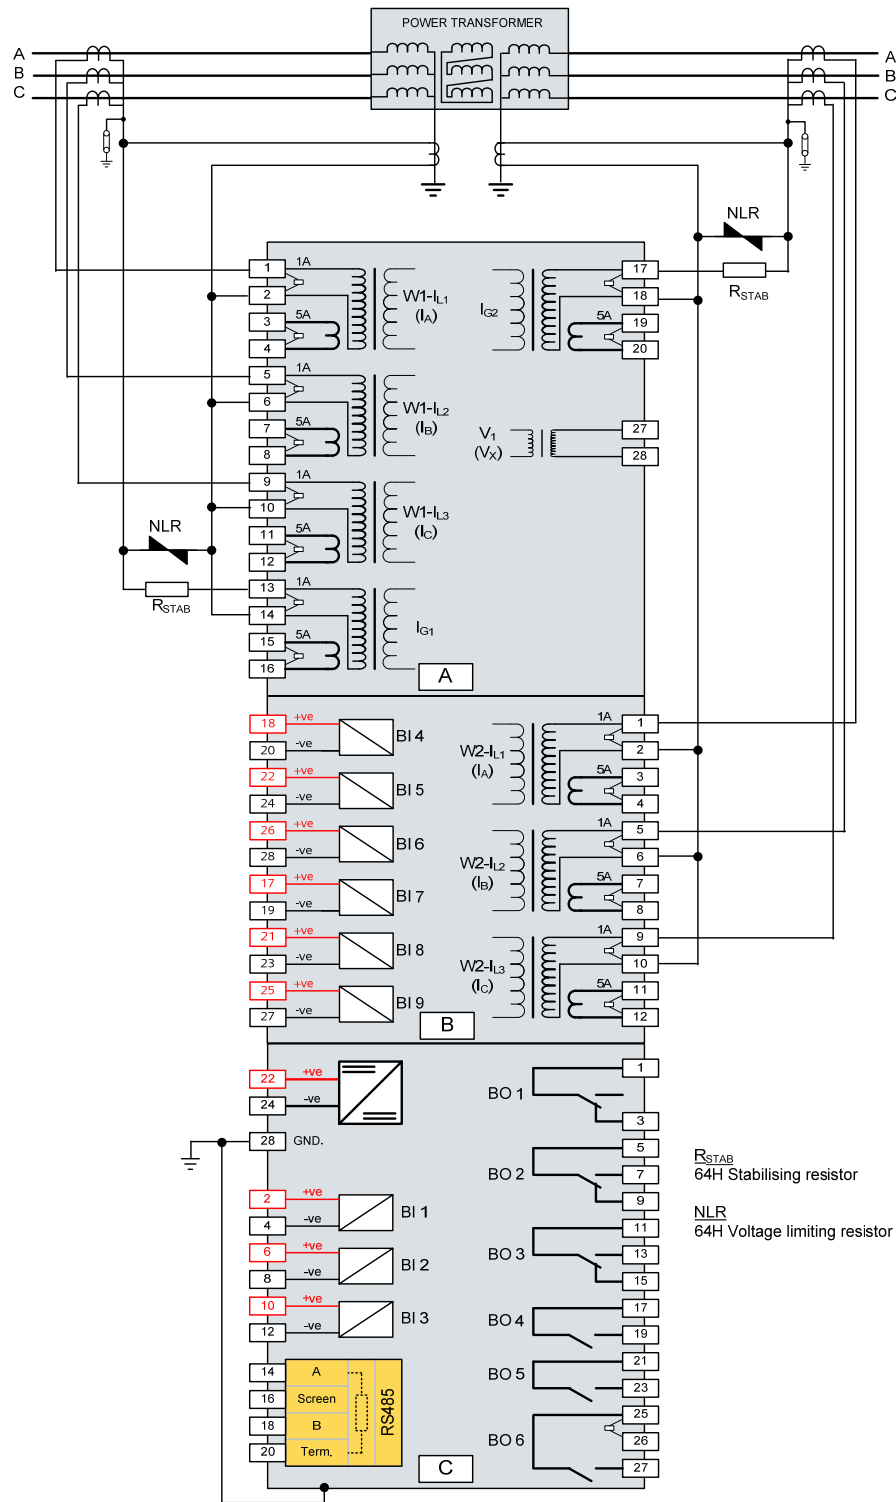 POWER TRANSFORMER
A
B
C
A
B
C
NLR
RSTAB
1
1A
2
3
5A
4
W1-IL1
(IA)
5
1A
6
7
5A
8
W1-IL2
(IB)
9
1A
10
11
5A
12
W1-IL3
(IC)
13
1A
14
15
5A
16
IG1
NLR
RSTAB
IG2
17
1A
18
5A
19
20
V1
(VX)
27
28
A
18
+ve
20
-ve
BI 4
22
+ve
24
-ve
BI 5
26
+ve
28
-ve
BI 6
17
+ve
19
-ve
BI 7
21
+ve
23
-ve
BI 8
25
+ve
27
-ve
BI 9
W2-IL1
(IA)
1A
1
2
5A
3
4
W2-IL2
(IB)
1A
5
6
5A
7
8
W2-IL3
(IC)
1A
9
10
5A
11
12
B
22
+ve
24
-ve
28
GND.
2
+ve
4
-ve
BI 1
6
+ve
8
-ve
BI 2
10
+ve
12
-ve
BI 3
14
A
16
Screen
18
B
20
Term.
RS485
BO 1
1
3
BO 2
5
7
9
BO 3
11
13
15
BO 4
17
19
BO 5
21
23
BO 6
25
26
27
C
RSTAB
64H Stabilising resistor
NLR
64H Voltage limiting resistor